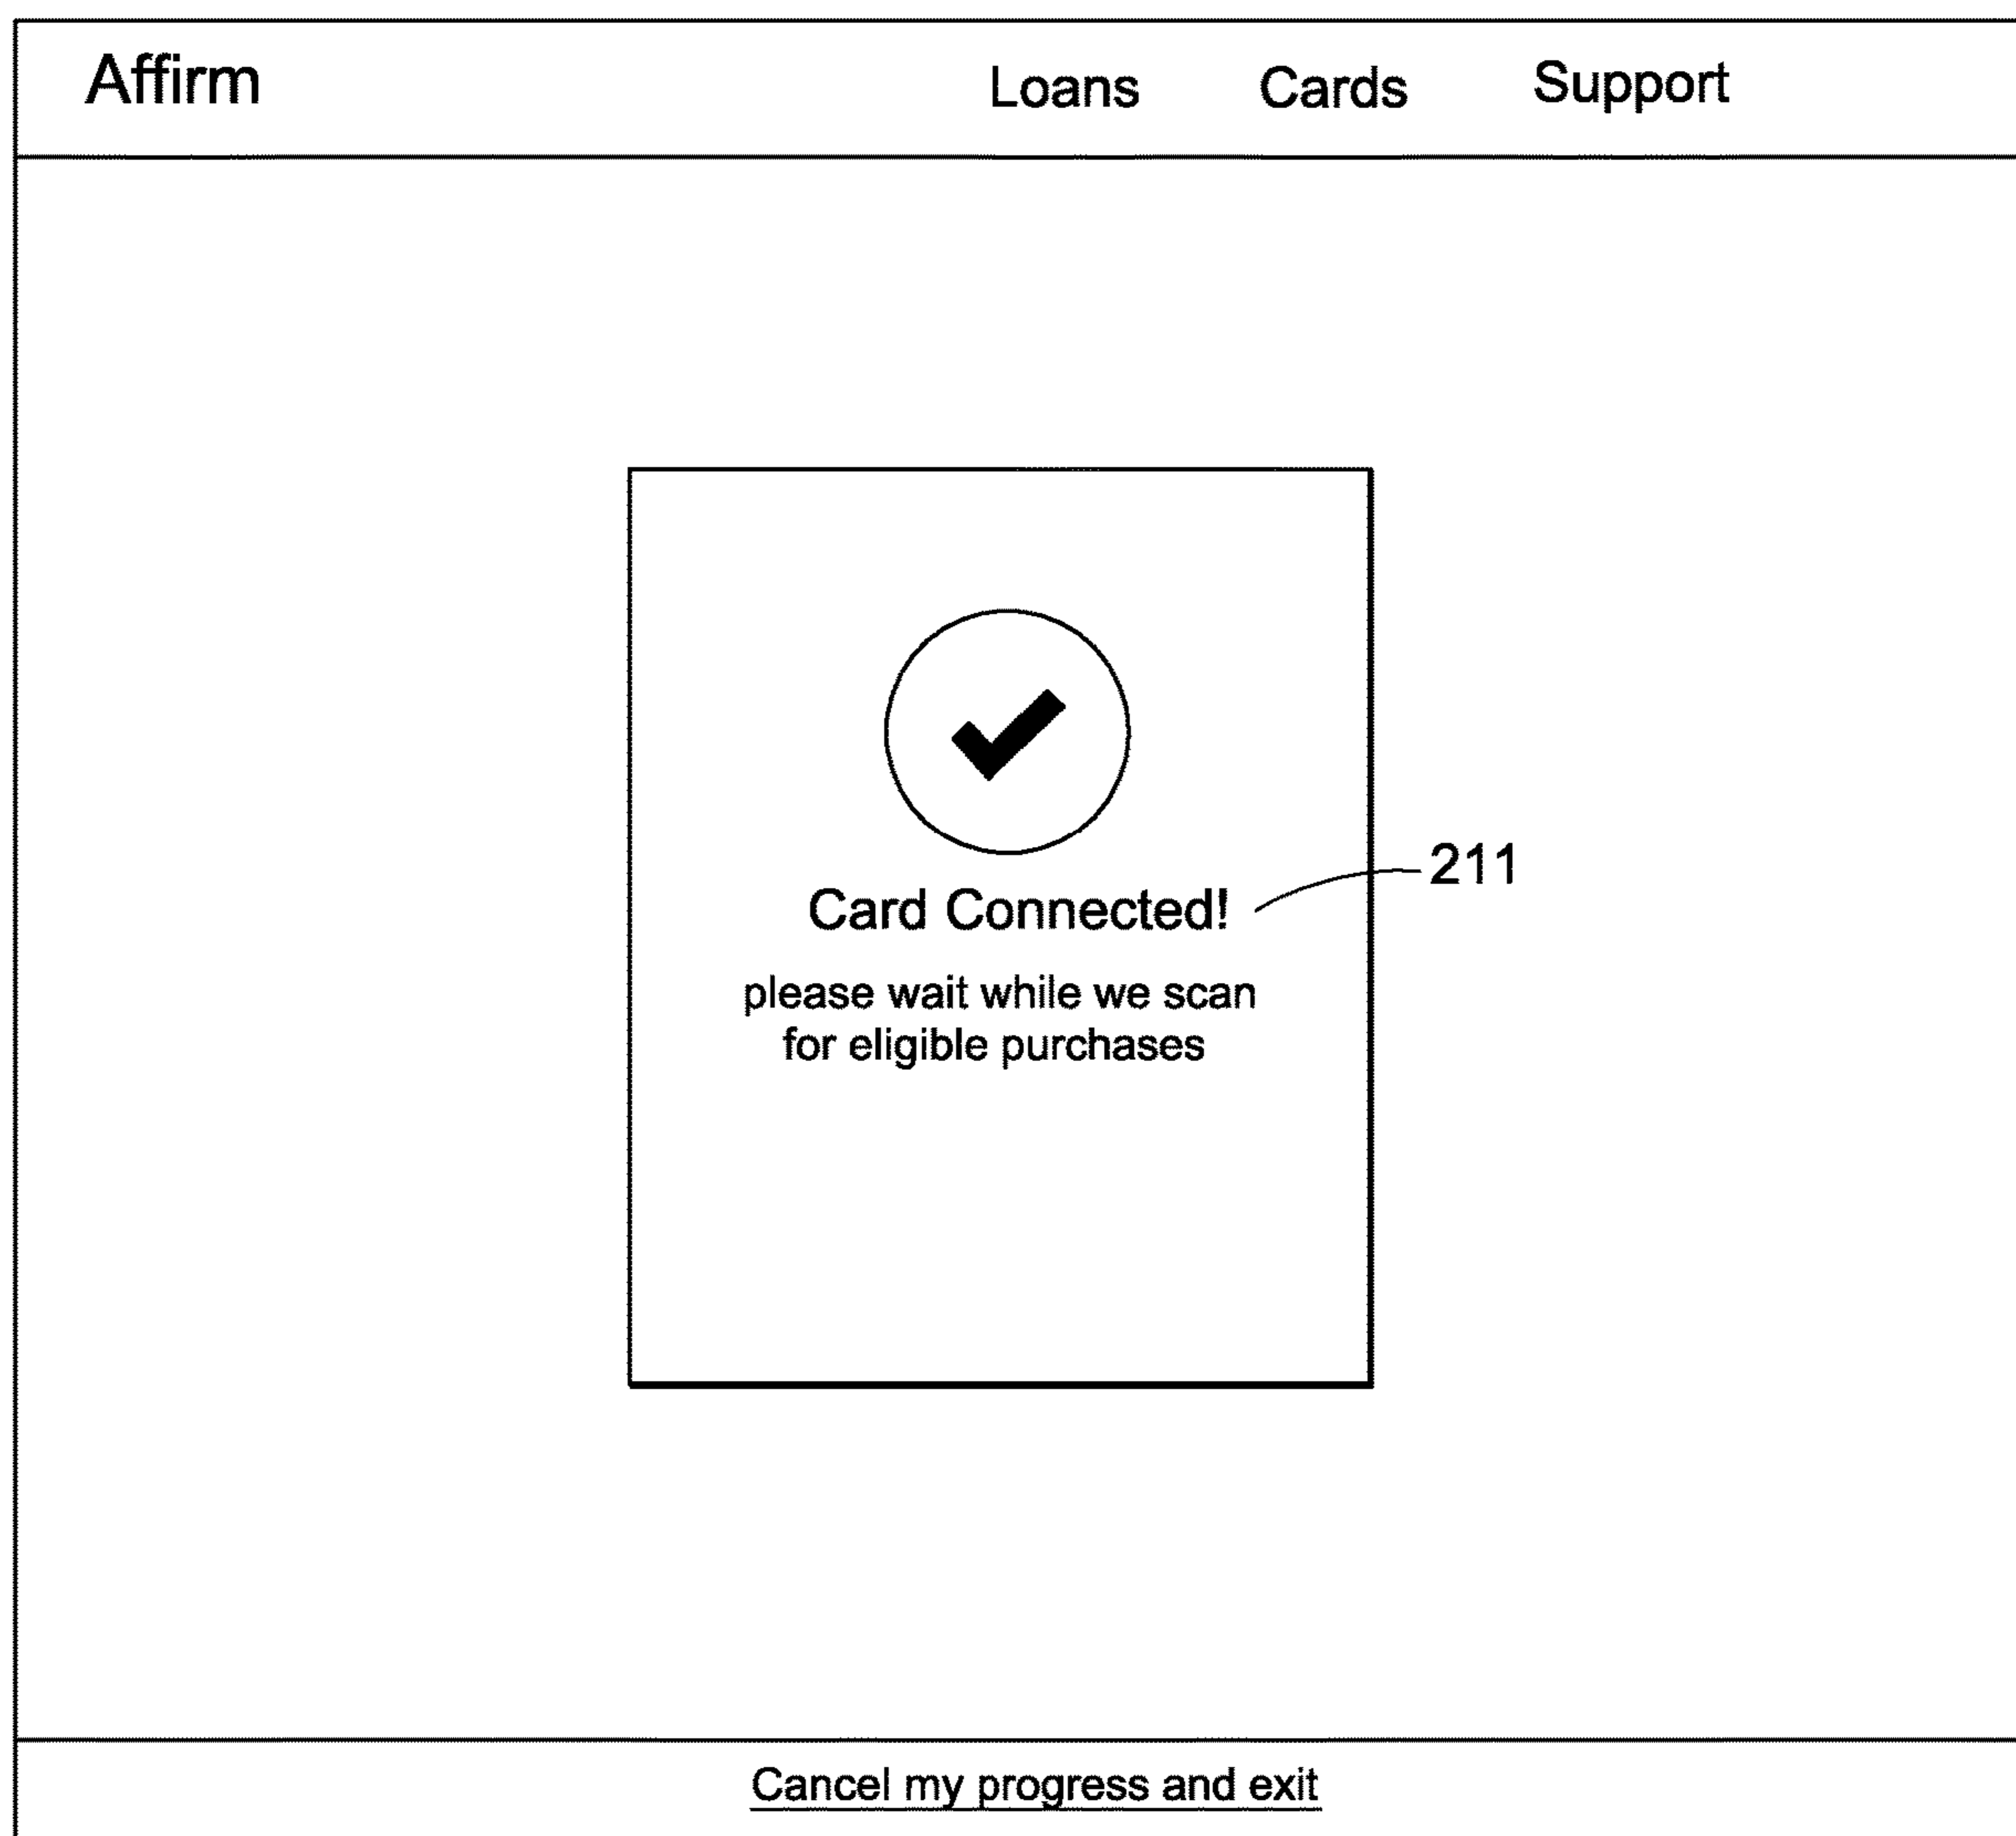 Affirm Loans Cards Support
211
Card Connected!
please wait while we scan
for eligible purchases
Cancel my progress and exit